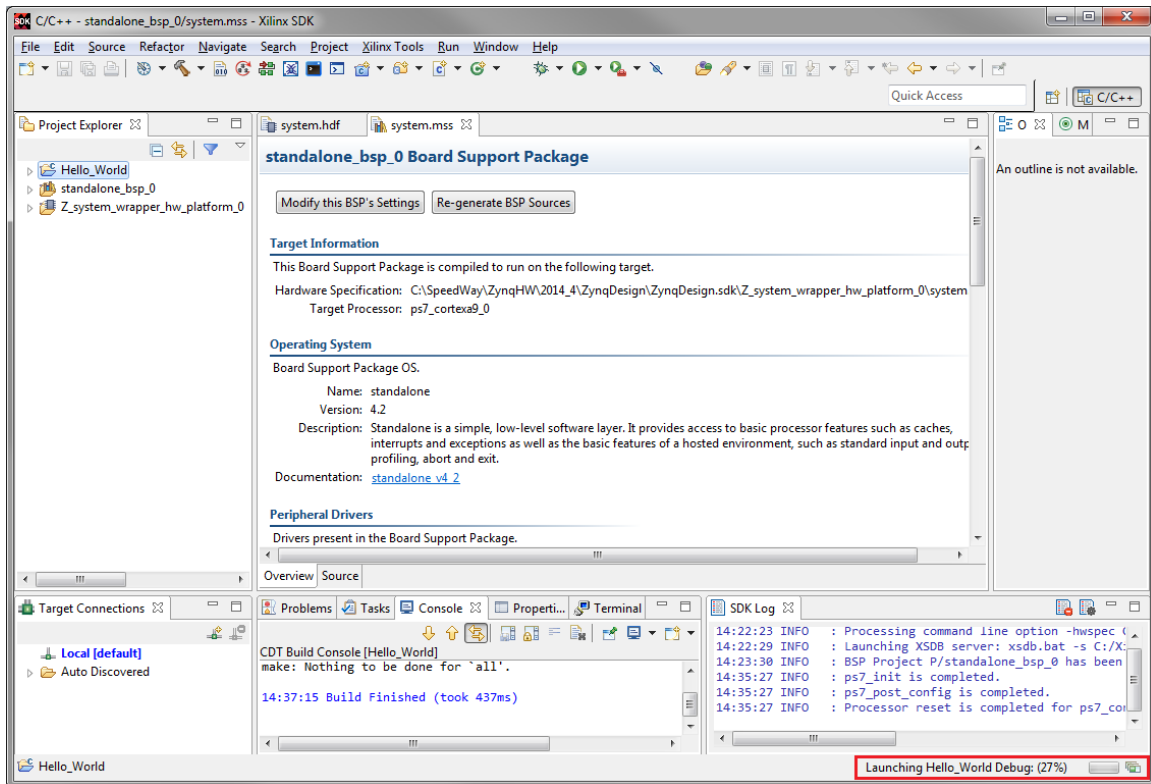 SDK C/C++ - standalone_bsp_0/system.mss - Xilinx SDK
File Edit Source Refactor Navigate Search Project Xilinx Tools Run Window Help
Quick Access
C/C++
Project Explorer
Hello_World
standalone_bsp_0
Z_system_wrapper_hw_platform_0
system.hdf system.mss
standalone_bsp_0 Board Support Package
Modify this BSP's Settings Re-generate BSP Sources
Target Information
This Board Support Package is compiled to run on the following target.
Hardware Specification: C:\SpeedWay\ZynqHW\2014_4\ZynqDesign\ZynqDesign.sdk\Z_system_wrapper_hw_platform_0\system
Target Processor: ps7_cortexa9_0
Operating System
Board Support Package OS.
Name: standalone
Version: 4.2
Description: Standalone is a simple, low-level software layer. It provides access to basic processor features such as caches,
interrupts and exceptions as well as the basic features of a hosted environment, such as standard input and outp
profiling, abort and exit.
Documentation: standalone_v4_2
Peripheral Drivers
Drivers present in the Board Support Package.
Overview Source
O M
An outline is not available.
Target Connections
Local [default]
Auto Discovered
Problems Tasks Console Properti... Terminal
CDT Build Console [Hello_World]
make: Nothing to be done for `all'.
14:37:15 Build Finished (took 437ms)
SDK Log
14:22:23 INFO : Processing command line option -hwspec C
14:22:29 INFO : Launching XSDB server: xsdb.bat -s C:/Xi
14:23:30 INFO : BSP Project P/standalone_bsp_0 has been
14:35:27 INFO : ps7_init is completed.
14:35:27 INFO : ps7_post_config is completed.
14:35:27 INFO : Processor reset is completed for ps7_cor
Hello_World
Launching Hello_World Debug: (27%)